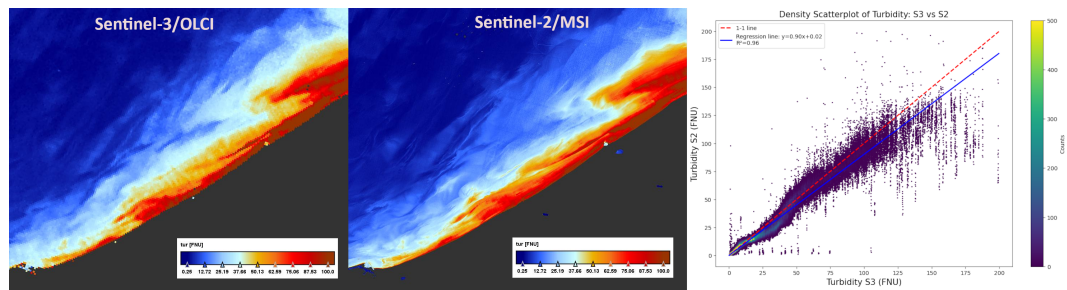 Sentinel-3/OLCI
tur [FNU]
0.25 12.72 25.19 37.66 50.13 62.59 75.06 87.53 100.0
Sentinel-2/MSI
tur [FNU]
0.25 12.72 25.19 37.66 50.13 62.59 75.06 87.53 100.0
Density Scatterplot of Turbidity: S3 vs S2
1-1 line
Regression line: y=0.90x+0.02
R²=0.96
200
175
150
125
100
75
50
25
0
Turbidity S2 (FNU)
0 25 50 75 100 125 150 175 200
Turbidity S3 (FNU)
500
400
300
200
100
0
Counts